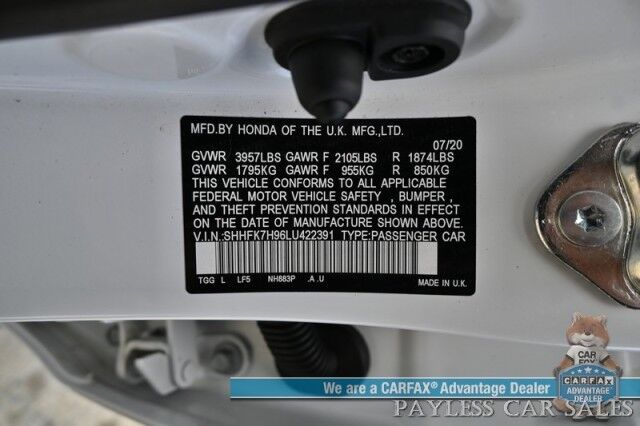 MFD.BY HONDA OF THE U.K. MFG.,LTD.
07/20
GVWR 3957LBS GAWR F 2105LBS R 1874LBS
GVWR 1795KG GAWR F 955KG R 850KG
THIS VEHICLE CONFORMS TO ALL APPLICABLE
FEDERAL MOTOR VEHICLE SAFETY , BUMPER ,
AND THEFT PREVENTION STANDARDS IN EFFECT
ON THE DATE OF MANUFACTURE SHOWN ABOVE.
V.I.N.:SHHFK7H96LU422391 TYPE:PASSENGER CAR
TGG L LF5 NH883P .A .U MADE IN U.K.
CAR
FOX
We are a CARFAX® Advantage Dealer
CARFAX
ADVANTAGE
DEALER
PAYLESS CAR SALES